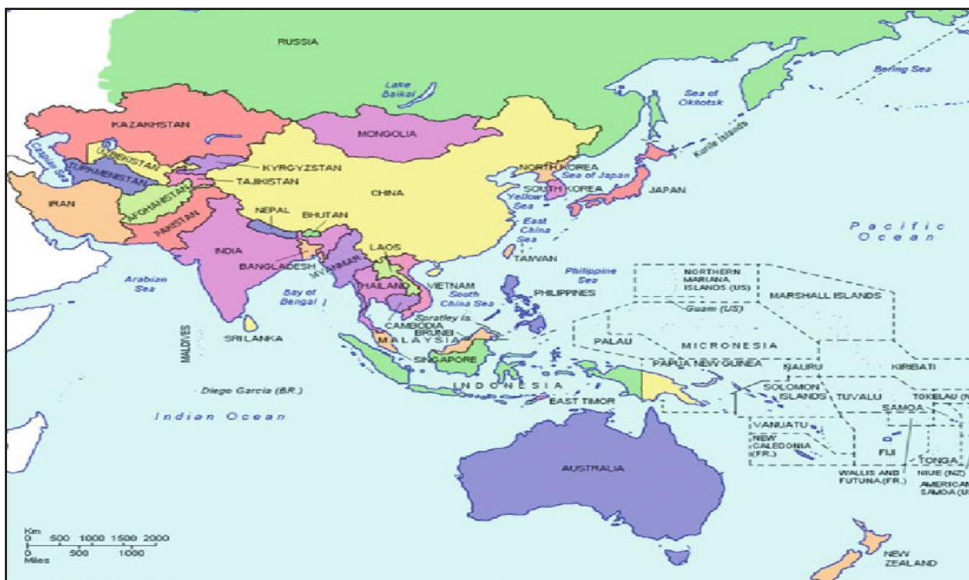 RUSSIA
Bering Sea
Lake
Baikal
Sea of
Okhotsk
KAZAKHSTAN
MONGOLIA
Kurile Islands
Caspian Sea
UZBEKISTAN
KYRGYZSTAN
NORTH KOREA
Sea of Japan
TURKMENISTAN
TAJIKISTAN
CHINA
SOUTH KOREA
JAPAN
Yellow
Sea
IRAN
AFGHANISTAN
PAKISTAN
NEPAL
BHUTAN
East
China
Sea
Pacific
Ocean
INDIA
LAOS
TAIWAN
BANGLADESH
MYANMAR
Arabian
Sea
Bay of
Bengal
THAILAND
VIETNAM
South
China Sea
Philippine
Sea
PHILIPPINES
NORTHERN
MARIANA
ISLANDS (US)
MARSHALL ISLANDS
Guam (US)
MALDIVES
SRI LANKA
CAMBODIA
Spratley Is.
BRUNEI
MALAYSIA
PALAU
MICRONESIA
SINGAPORE
PAPUA NEW GUINEA
NAURU
KIRIBATI
Diego Garcia (BR.)
INDONESIA
SOLOMON
ISLANDS
TUVALU
TOKELAU (N
Indian Ocean
EAST TIMOR
SAMOA
VANUATU
NEW
CALEDONIA
(FR.)
FIJI
TONGA
AUSTRALIA
WALLIS AND
FUTUNA (FR.)
NIUE (NZ)
AMERICAN
SAMOA (U
Km
0 500 1000 1500 2000
0 500 1000
Miles
NEW
ZEALAND